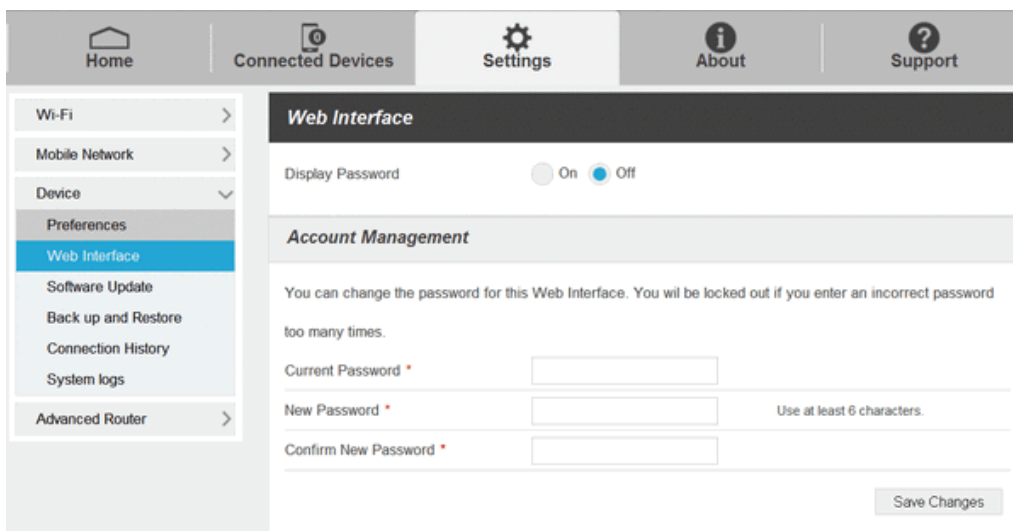 Home
Connected Devices
0
Settings
About
Support
Wi-Fi
Mobile Network
Device
Preferences
Web Interface
Software Update
Back up and Restore
Connection History
System logs
Advanced Router
Web Interface
Display Password On Off
Account Management
You can change the password for this Web Interface. You wil be locked out if you enter an incorrect password
too many times.
Current Password *
New Password * Use at least 6 characters.
Confirm New Password *
Save Changes